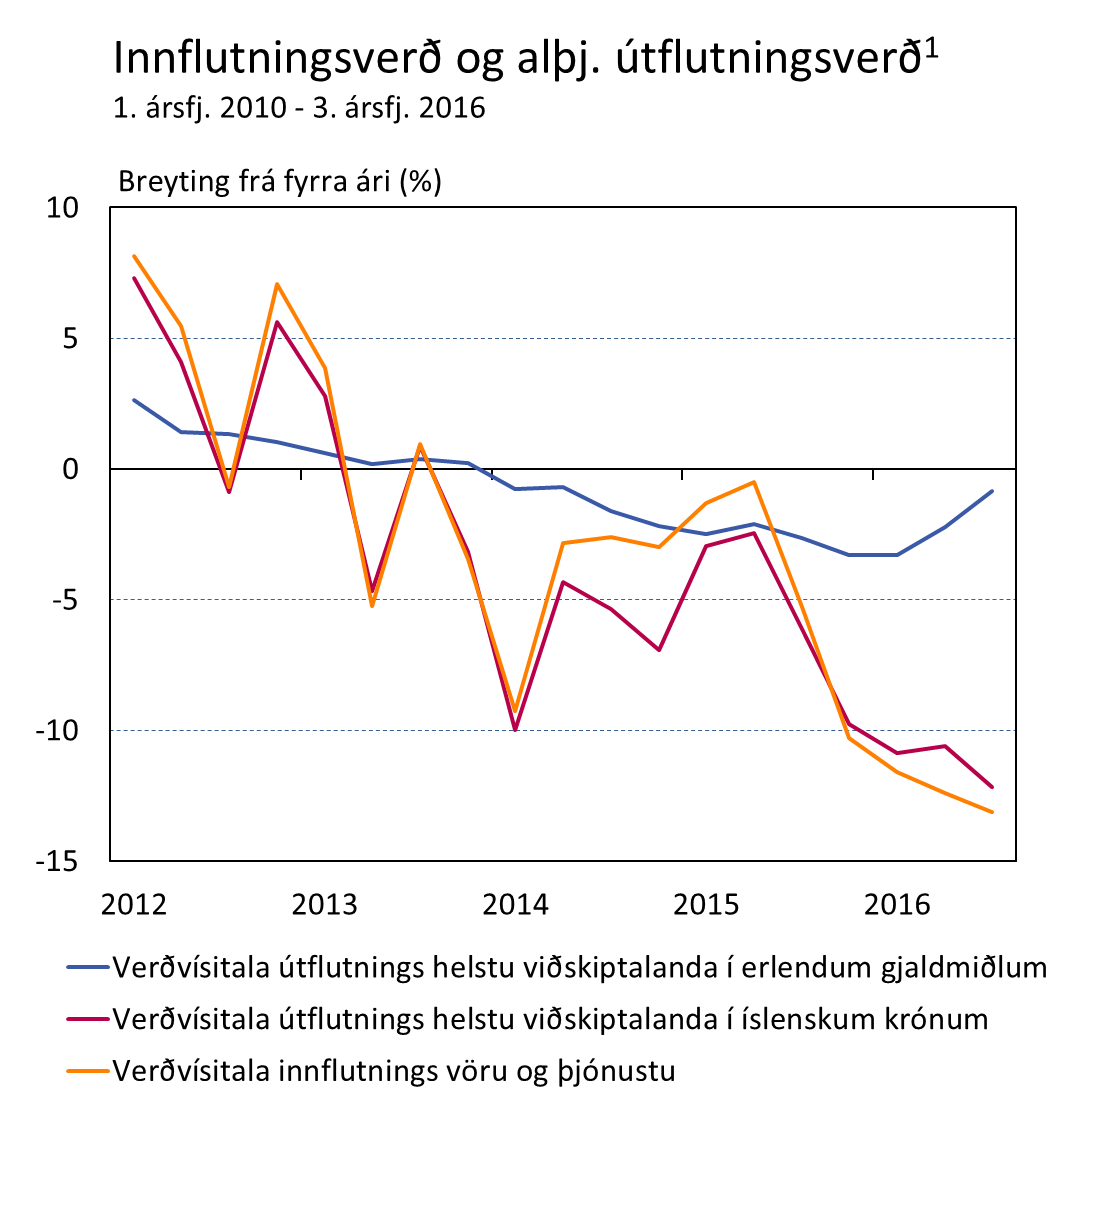 Innflutningsverð og alþj. útflutningsverð¹
1. ársfj. 2010 - 3. ársfj. 2016
Breyting frá fyrra ári (%)
10
5
0
-5
-10
-15
2012 2013 2014 2015 2016
Verðvísitala útflutnings helstu viðskiptalanda í erlendum gjaldmiðlum
Verðvísitala útflutnings helstu viðskiptalanda í íslenskum krónum
Verðvísitala innflutnings vöru og þjónustu